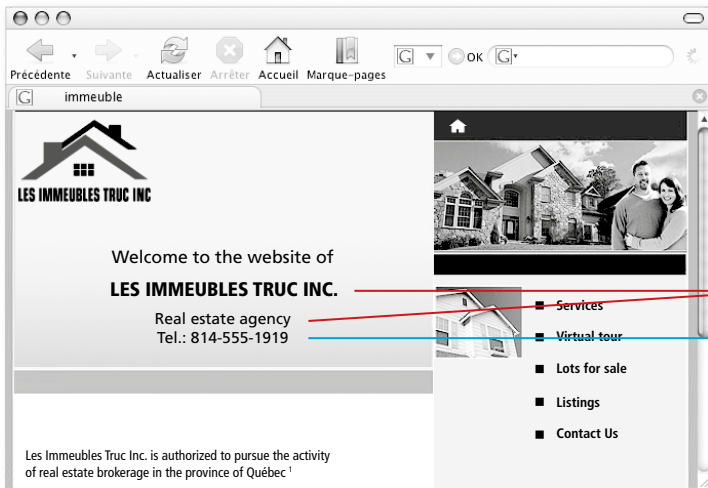 Précédente Suivante Actualiser Arrêter Accueil Marque-pages
G OK G
G immeuble
LES IMMEUBLES TRUC INC
Welcome to the website of
LES IMMEUBLES TRUC INC.
Real estate agency
Tel.: 814-555-1919
Services
Virtual tour
Lots for sale
Listings
Contact Us
Les Immeubles Truc Inc. is authorized to pursue the activity
of real estate brokerage in the province of Québec 1